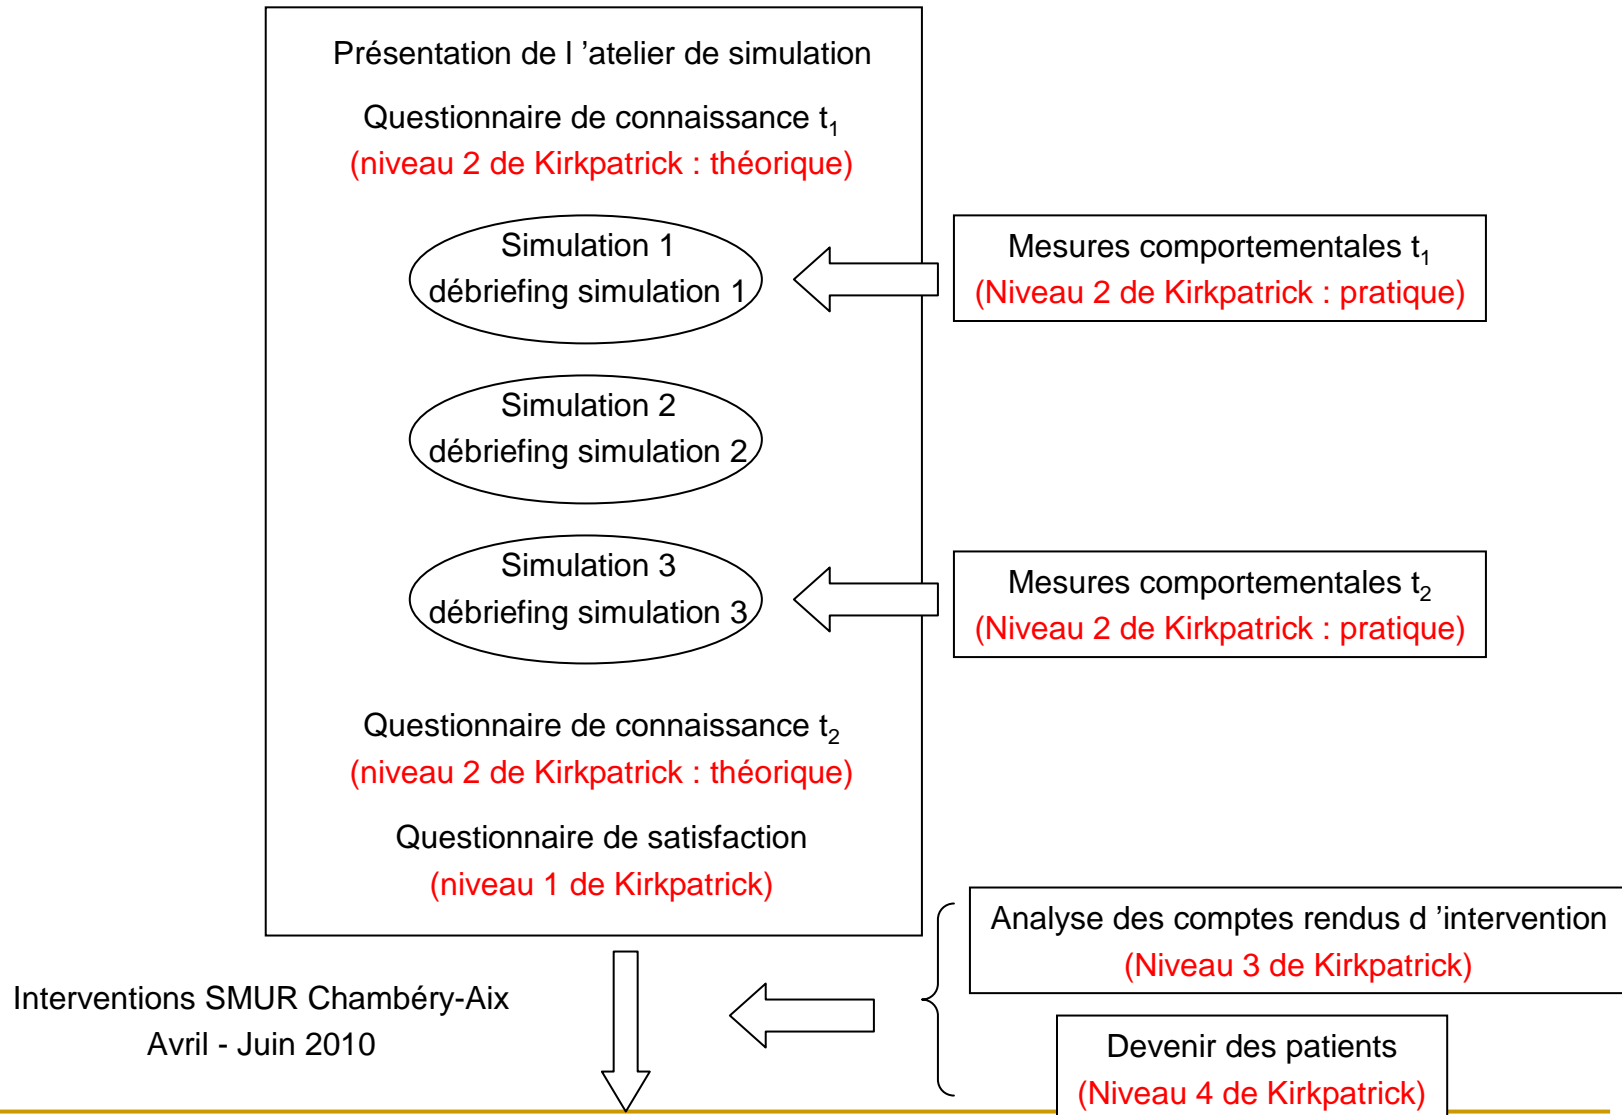 Présentation de l ’atelier de simulation
Questionnaire de connaissance t₁
(niveau 2 de Kirkpatrick : théorique)
Simulation 1
débriefing simulation 1
Mesures comportementales t₁
(Niveau 2 de Kirkpatrick : pratique)
Simulation 2
débriefing simulation 2
Simulation 3
débriefing simulation 3
Mesures comportementales t₂
(Niveau 2 de Kirkpatrick : pratique)
Questionnaire de connaissance t₂
(niveau 2 de Kirkpatrick : théorique)
Questionnaire de satisfaction
(niveau 1 de Kirkpatrick)
Analyse des comptes rendus d ’intervention
(Niveau 3 de Kirkpatrick)
Interventions SMUR Chambéry-Aix
Avril - Juin 2010
Devenir des patients
(Niveau 4 de Kirkpatrick)